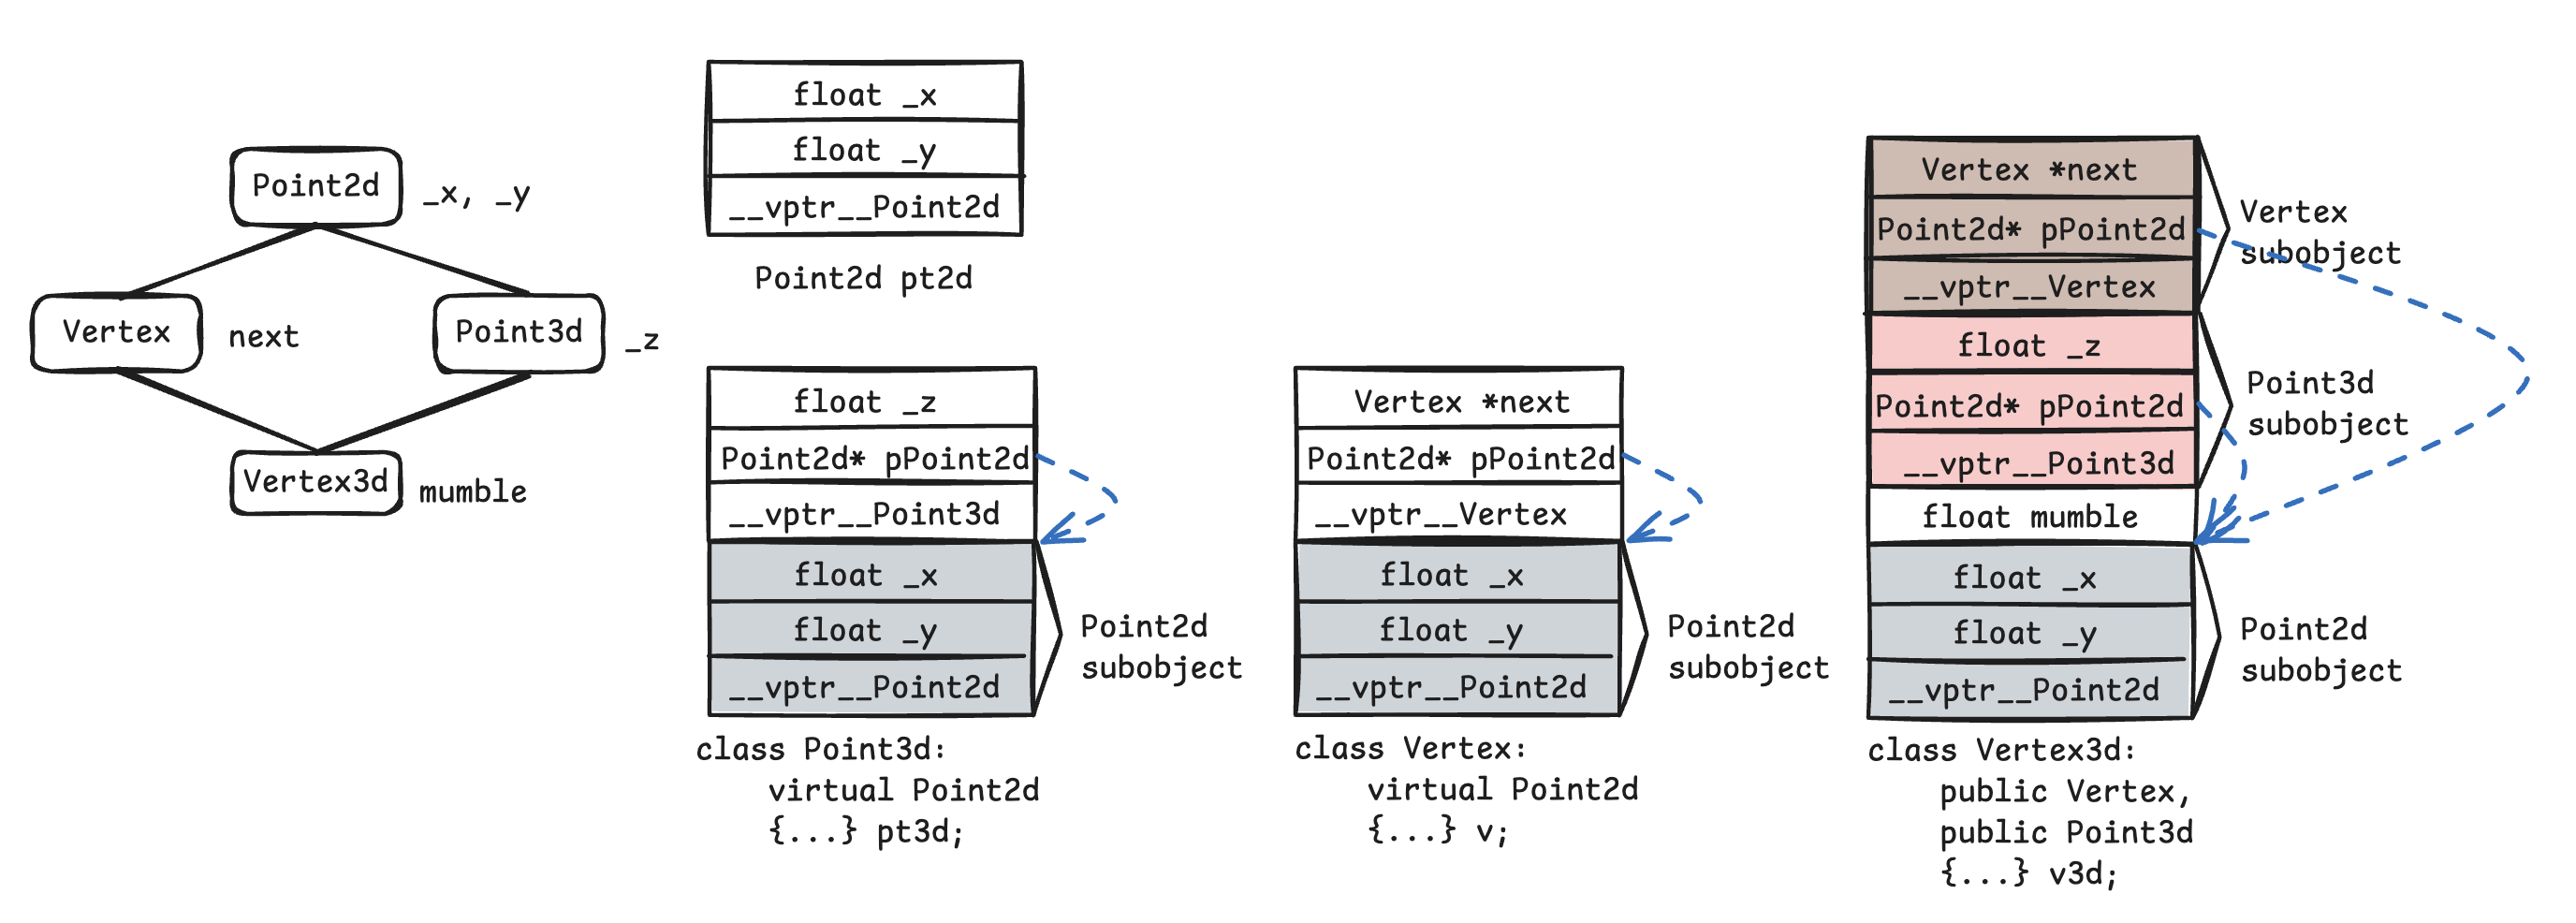 Point2d
_x, _y
Vertex
next
Point3d
_z
Vertex3d
mumble
float _x
float _y
__vptr__Point2d
Point2d pt2d
float _z
Point2d* pPoint2d
__vptr__Point3d
float _x
float _y
__vptr__Point2d
Point2d
subobject
class Point3d:
virtual Point2d
{...} pt3d;
Vertex *next
Point2d* pPoint2d
__vptr__Vertex
float _x
float _y
__vptr__Point2d
Point2d
subobject
class Vertex:
virtual Point2d
{...} v;
Vertex *next
Point2d* pPoint2d
__vptr__Vertex
Vertex
subobject
float _z
Point2d* pPoint2d
__vptr__Point3d
Point3d
subobject
float mumble
float _x
float _y
__vptr__Point2d
Point2d
subobject
class Vertex3d:
public Vertex,
public Point3d
{...} v3d;